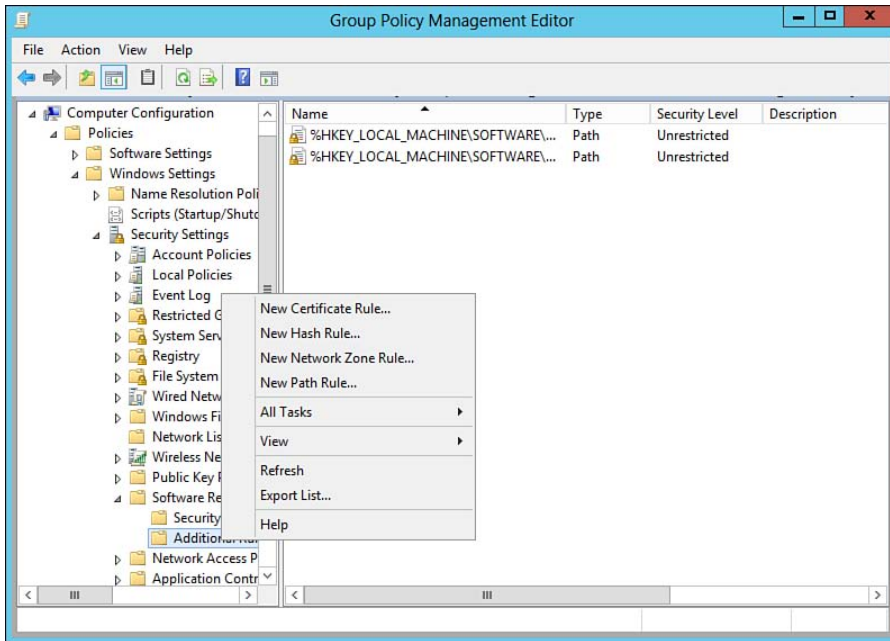 Group Policy Management Editor
File Action View Help
Computer Configuration
Policies
Software Settings
Windows Settings
Name Resolution Poli
Scripts (Startup/Shutd
Security Settings
Account Policies
Local Policies
Event Log
Restricted G
System Serv
Registry
File System
Wired Netw
Windows Fi
Network Lis
Wireless Ne
Public Key P
Software Re
Security
Additional Rul
Network Access P
Application Contr
Name Type Security Level Description
%HKEY_LOCAL_MACHINE\SOFTWARE\... Path Unrestricted
%HKEY_LOCAL_MACHINE\SOFTWARE\... Path Unrestricted
New Certificate Rule...
New Hash Rule...
New Network Zone Rule...
New Path Rule...
All Tasks
View
Refresh
Export List...
Help